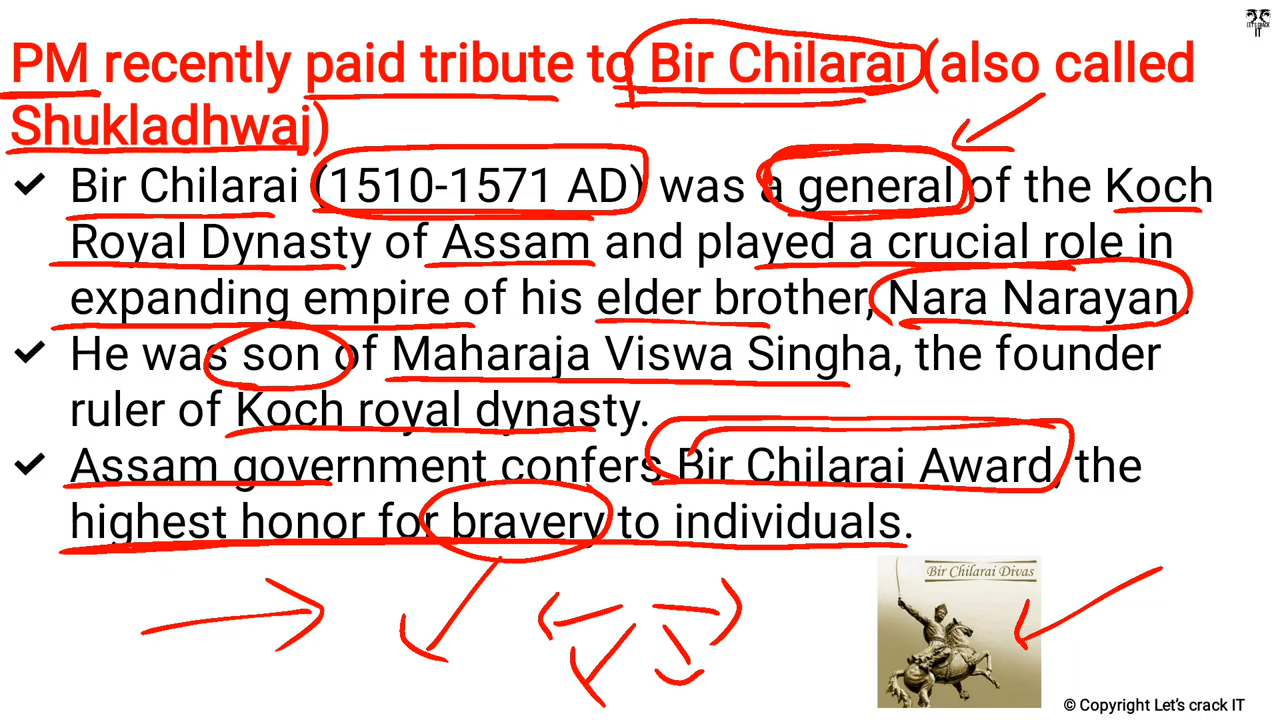 LET'S CRACK
IT
PM recently paid tribute to Bir Chilarai (also called
Shukladhwaj)
Bir Chilarai (1510-1571 AD) was a general of the Koch
Royal Dynasty of Assam and played a crucial role in
expanding empire of his elder brother, Nara Narayan.
He was son of Maharaja Viswa Singha, the founder
ruler of Koch royal dynasty.
Assam government confers Bir Chilarai Award, the
highest honor for bravery to individuals.
Bir Chilarai Divas
© Copyright Let's crack IT